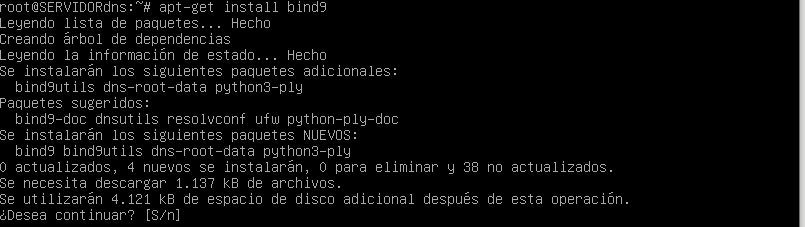 root@SERVIDORdns:~# apt-get install bind9
Leyendo lista de paquetes... Hecho
Creando árbol de dependencias
Leyendo la información de estado... Hecho
Se instalarán los siguientes paquetes adicionales:
  bind9utils dns-root-data python3-ply
Paquetes sugeridos:
  bind9-doc dnsutils resolvconf ufw python-ply-doc
Se instalarán los siguientes paquetes NUEVOS:
  bind9 bind9utils dns-root-data python3-ply
0 actualizados, 4 nuevos se instalarán, 0 para eliminar y 38 no actualizados.
Se necesita descargar 1.137 kB de archivos.
Se utilizarán 4.121 kB de espacio de disco adicional después de esta operación.
¿Desea continuar? [S/n]